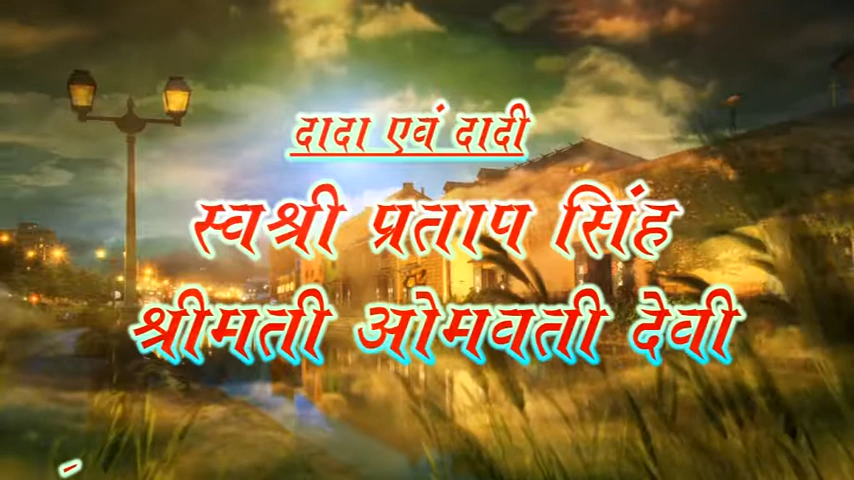 दादा एवं दादी
स्वश्री प्रताप सिंह
श्रीमती ओमवती देवी
-